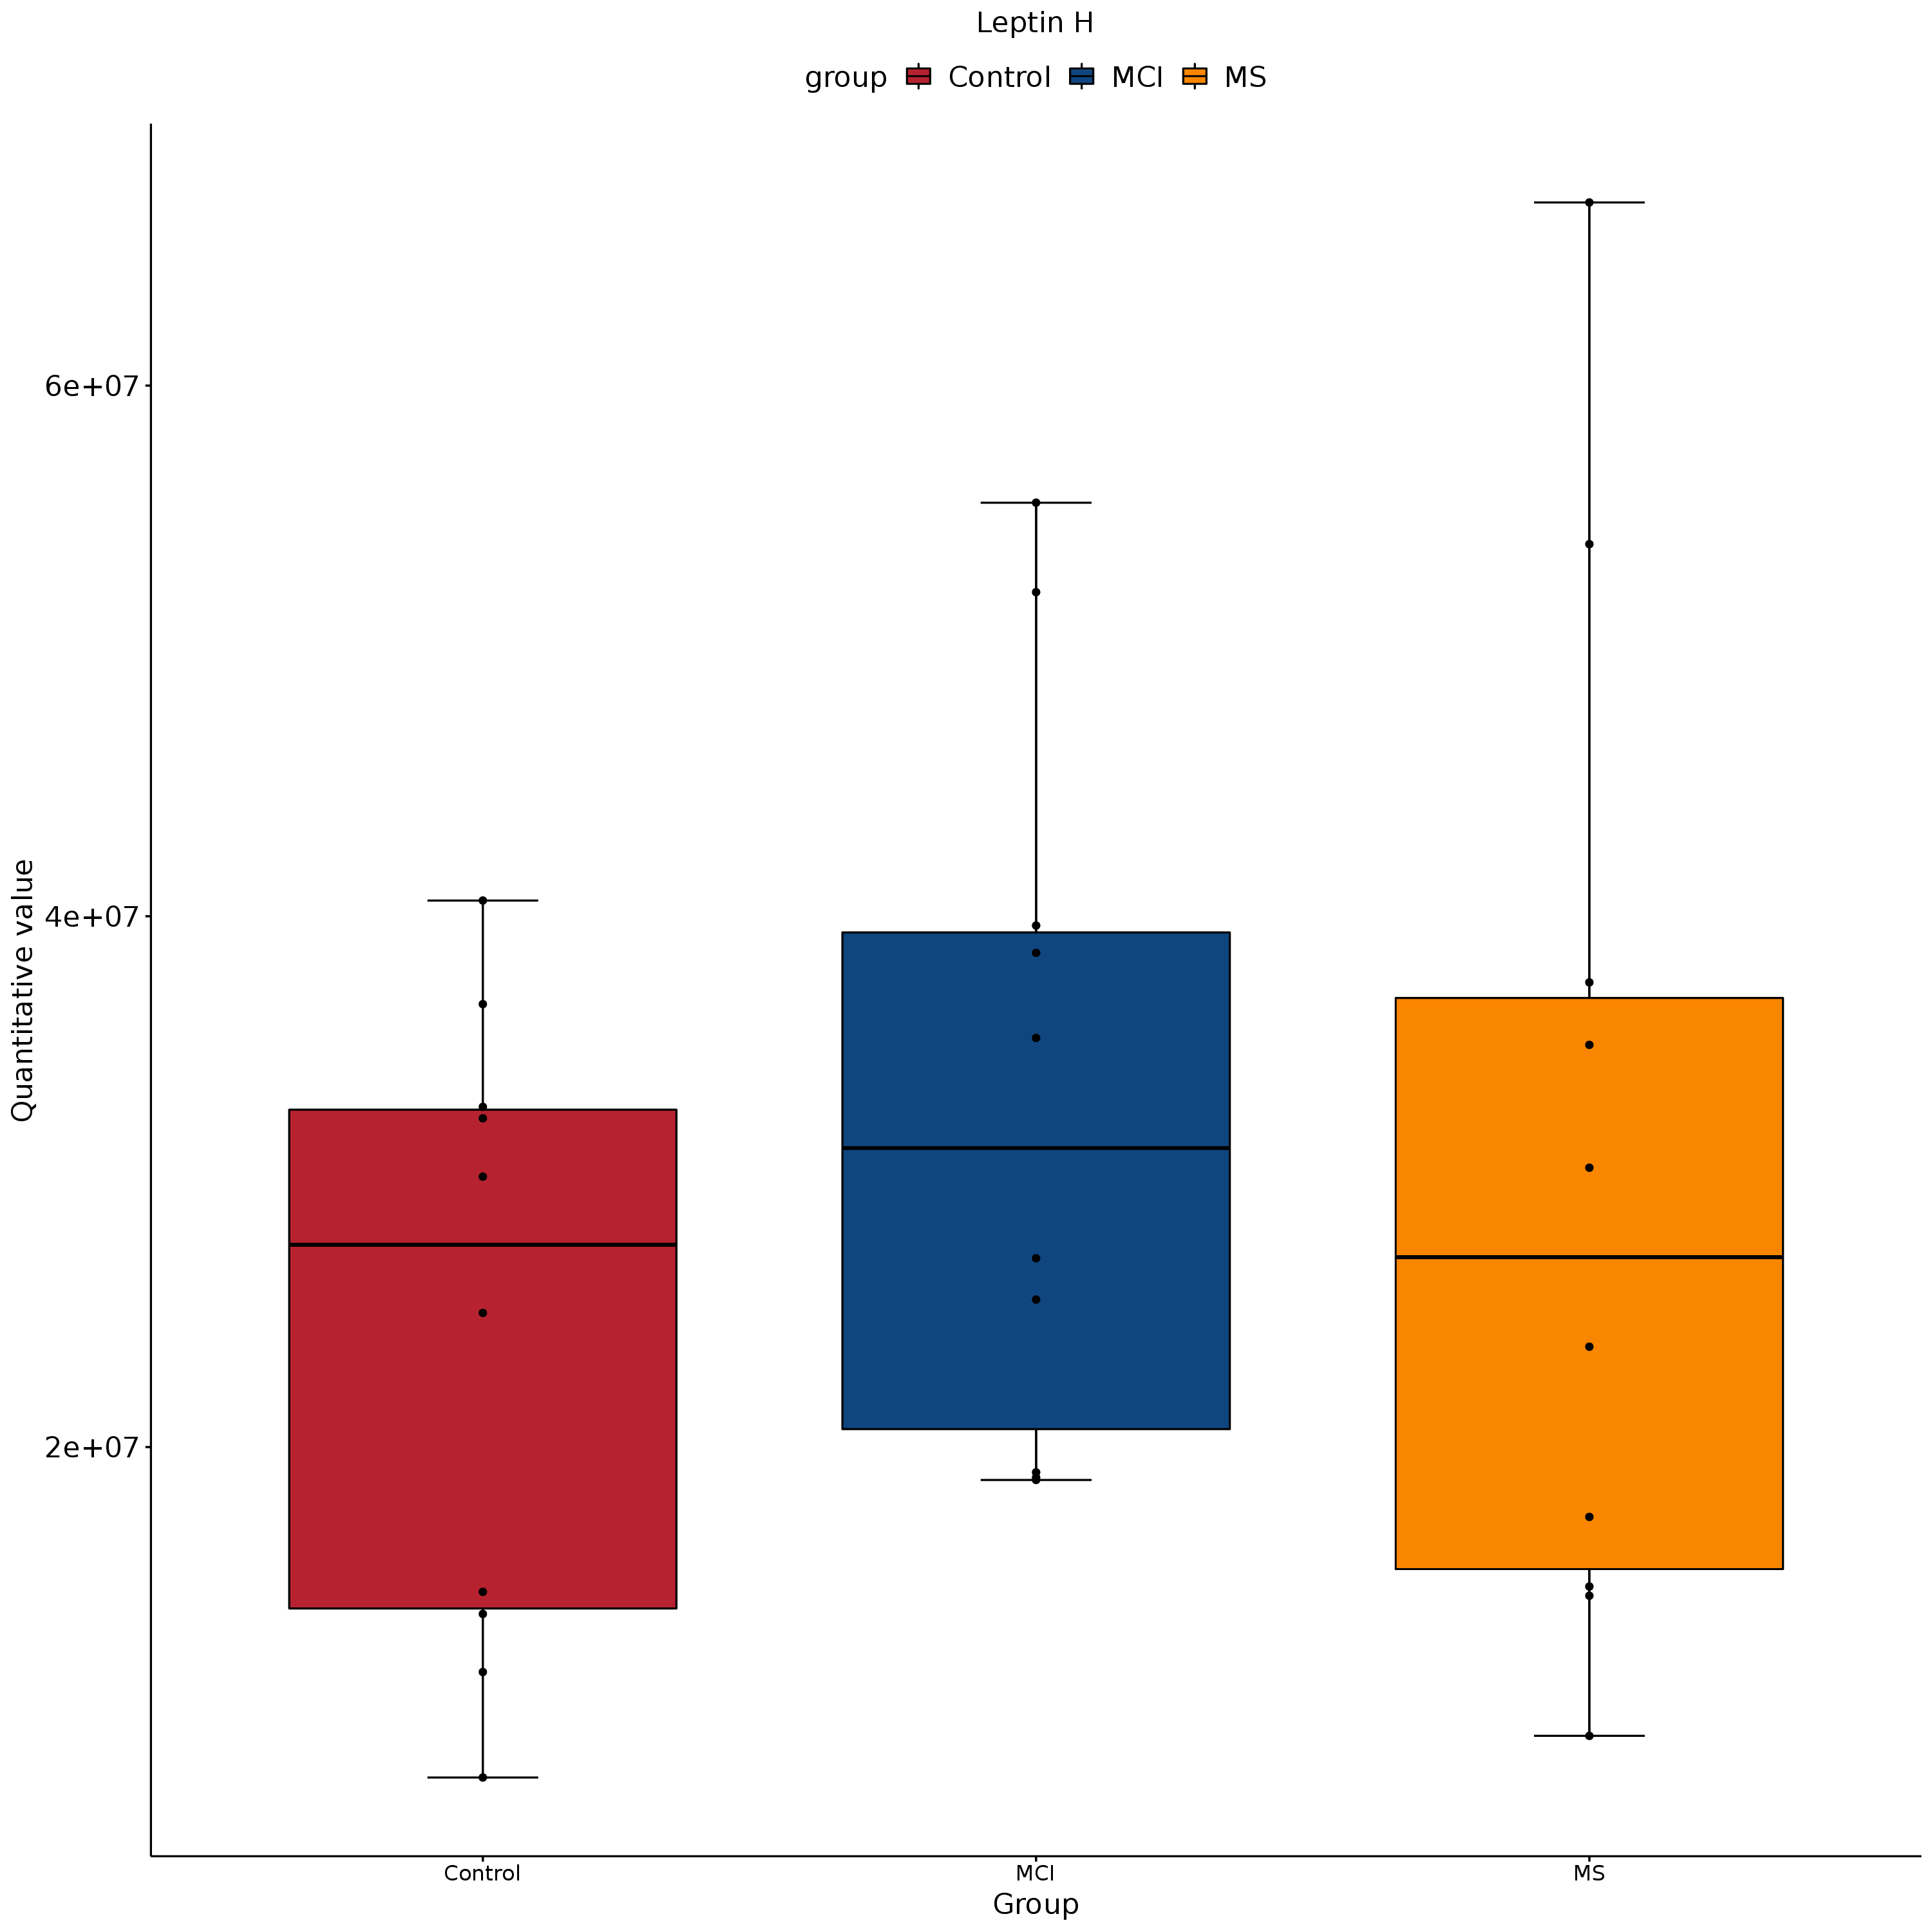 Leptin H
group Control MCI MS
Quantitative value
6e+07
4e+07
2e+07
Control MCI MS
Group